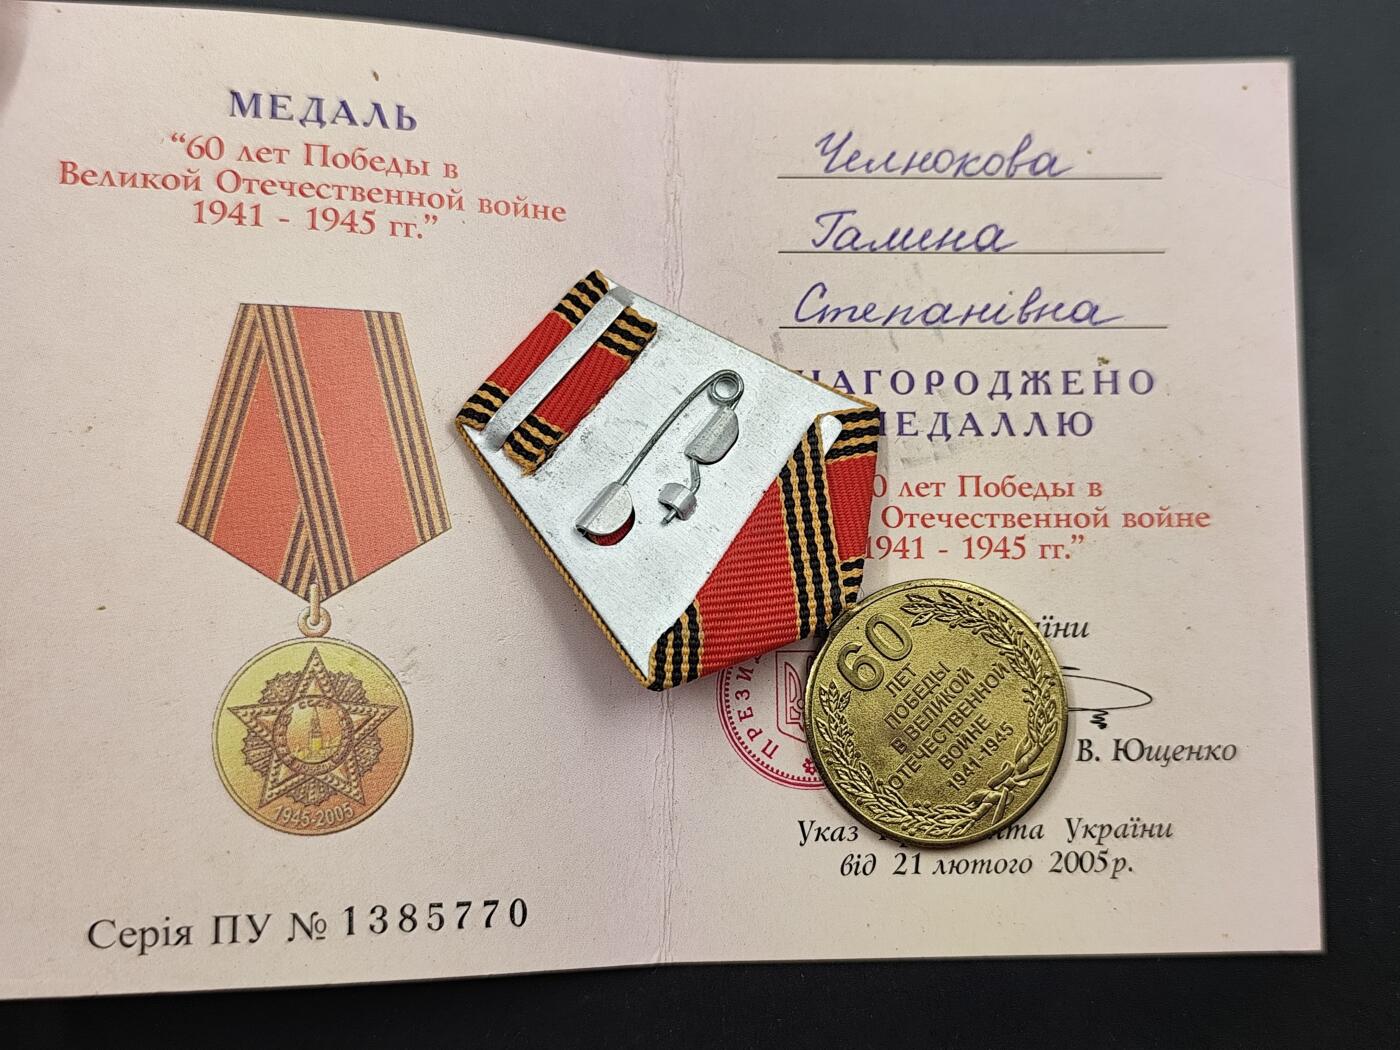 МЕДАЛЬ
“60 лет Победы в
Великой Отечественной войне
1941 - 1945 гг.”
СССР
1945-2005
Серія ПУ № 1385770
Челнокова
Галина
Степанівна
НАГОРОДЖЕНО
МЕДАЛЛЮ
0 лет Победы в
Отечественной войне
1941 - 1945 гг.”
їни
ПРЕЗИД
В. Ющенко
Указ та України
від 21 лютого 2005р.
60
ЛЕТ
ПОБЕДЫ
В ВЕЛИКОЙ
ОТЕЧЕСТВЕННОЙ
ВОЙНЕ
1941-1945